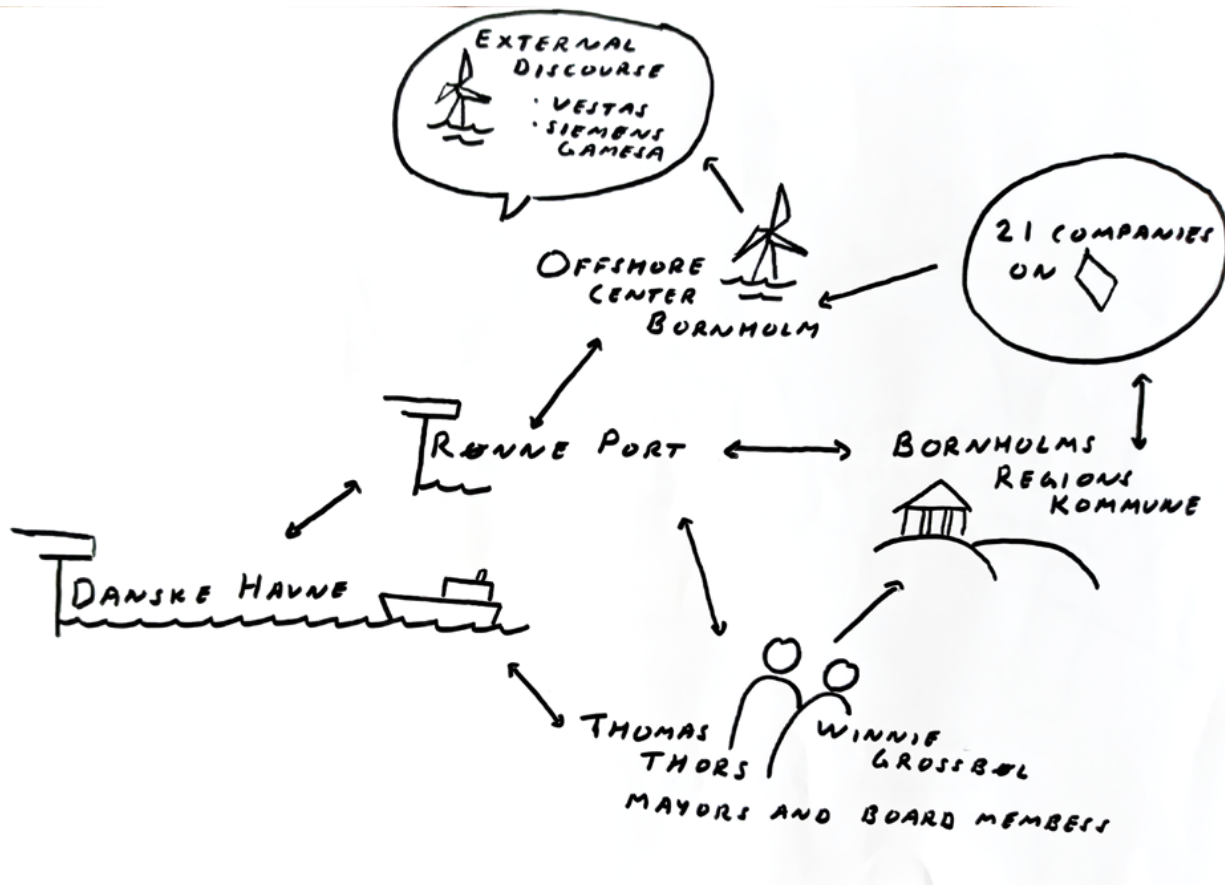 EXTERNAL
DISCOURSE
· VESTAS
· SIEMENS
GAMESA
OFFSHORE
CENTER
BORNHOLM
21 COMPANIES
ON
RØNNE PORT
BORNHOLMS
REGIONS
KOMMUNE
DANSKE HAVNE
THOMAS
THORS
WINNIE
GROSSBØL
MAYORS AND BOARD MEMBESS